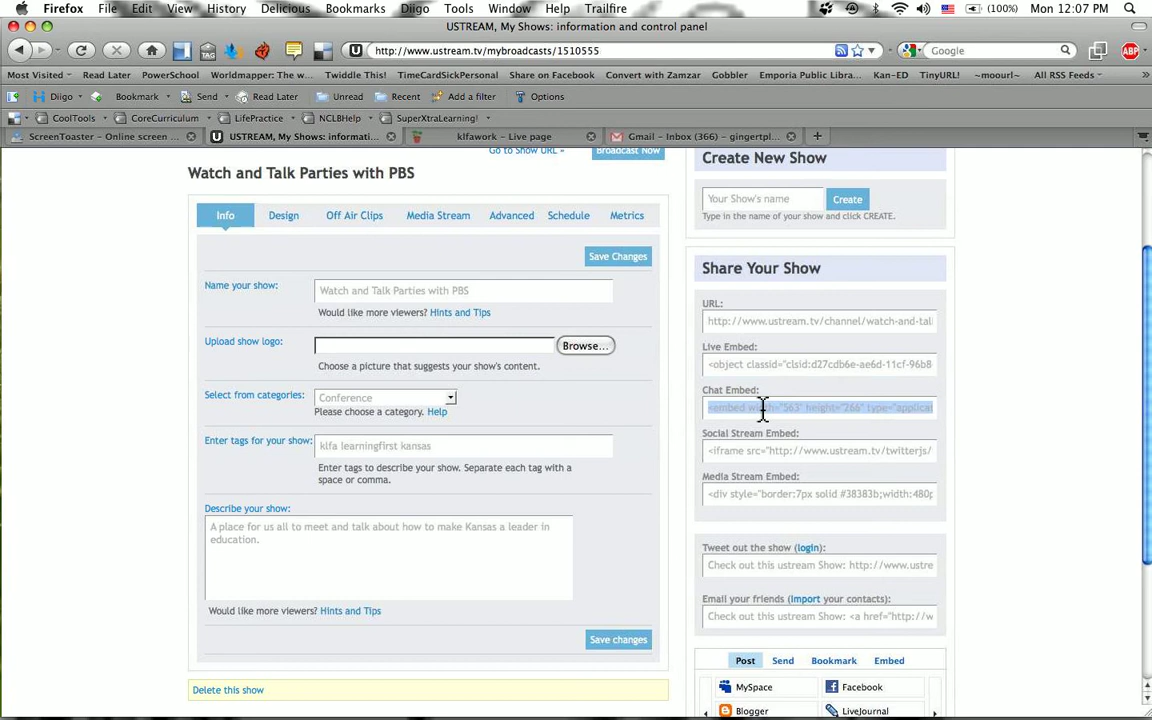 Firefox File Edit View History Delicious Bookmarks Diigo Tools Window Help Trailfire (100%) Mon 12:07 PM
USTREAM, My Shows: information and control panel
http://www.ustream.tv/mybroadcasts/1510555 Google ABP
Most Visited Read Later PowerSchool Worldmapper: The w... Twiddle This! TimeCardSickPersonal Share on Facebook Convert with Zamzar Gobbler Emporia Public Libra... Kan-ED TinyURL! ~moourl~ All RSS Feeds »
Diigo Bookmark Send Read Later Unread Recent Add a filter Options
CoolTools CoreCurriculum LifePractice NCLBHelp SuperXtraLearning!
ScreenToaster - Online screen ... USTREAM, My Shows: informati... klfawork - Live page Gmail - Inbox (366) - gingertpl...
Go to Show URL » Broadcast Now
Watch and Talk Parties with PBS
Info Design Off Air Clips Media Stream Advanced Schedule Metrics
Save Changes
Name your show: Watch and Talk Parties with PBS
Would like more viewers? Hints and Tips
Upload show logo: Browse...
Choose a picture that suggests your show's content.
Select from categories: Conference
Please choose a category. Help
Enter tags for your show: klfa learningfirst kansas
Enter tags to describe your show. Separate each tag with a
space or comma.
Describe your show:
A place for us all to meet and talk about how to make Kansas a leader in
education.
Would like more viewers? Hints and Tips
Save changes
Delete this show
Create New Show
Your Show's name Create
Type in the name of your show and click CREATE.
Share Your Show
URL:
http://www.ustream.tv/channel/watch-and-tal
Live Embed:
<object classid="clsid:d27cdb6e-ae6d-11cf-96b8
Chat Embed:
<embed width="563" height="266" type="applicat
Social Stream Embed:
<iframe src="http://www.ustream.tv/twitterjs/
Media Stream Embed:
<div style="border:7px solid #38383b;width:480p
Tweet out the show (login):
Check out this ustream Show: http://www.ustre
Email your friends (import your contacts):
Check out this ustream Show: <a href="http://w
Post Send Bookmark Embed
MySpace Facebook
Blogger LiveJournal